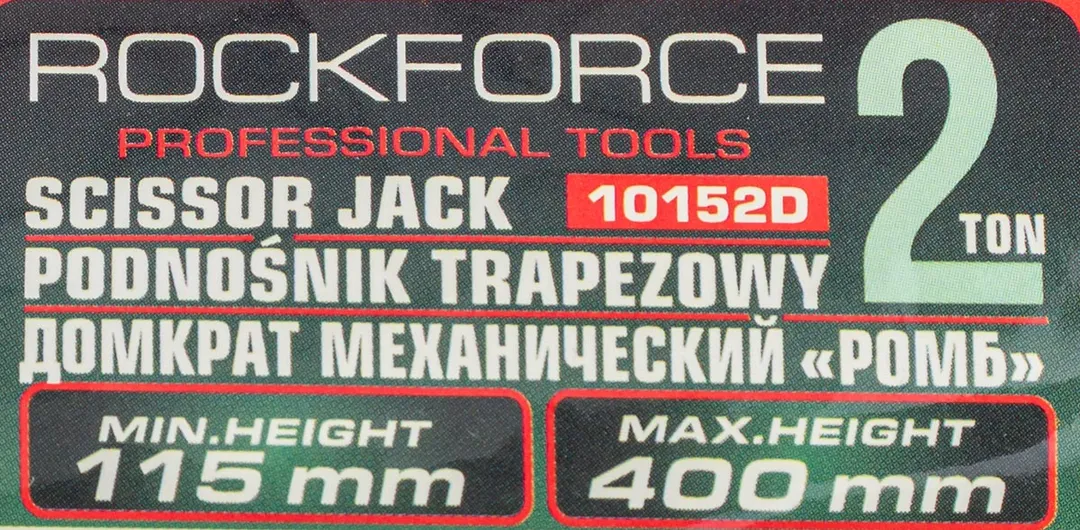 ROCKFORCE
PROFESSIONAL TOOLS
2 TON
SCISSOR JACK 10152D
PODNOŚNIK TRAPEZOWY
ДОМКРАТ МЕХАНИЧЕСКИЙ «РОМБ»
MIN.HEIGHT
115 mm
MAX.HEIGHT
400 mm